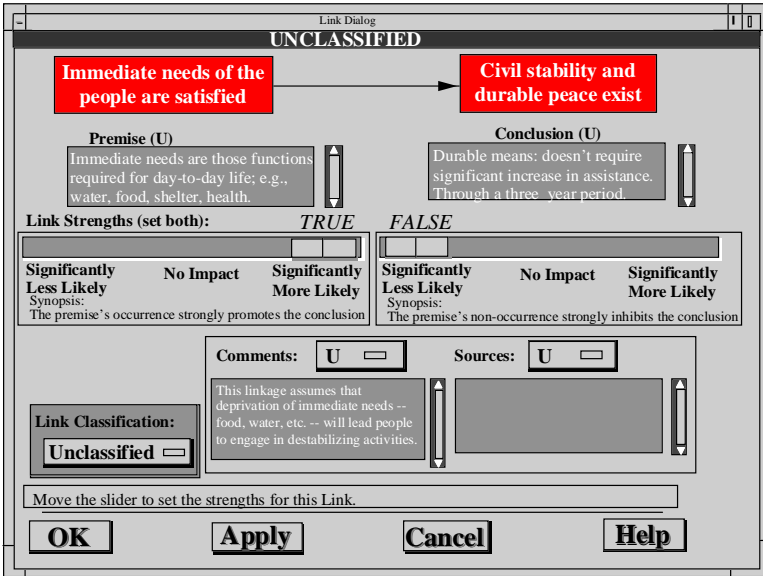 Link Dialog
UNCLASSIFIED
Immediate needs of the
people are satisfied
Civil stability and
durable peace exist
Premise (U)
Immediate needs are those functions
required for day-to-day life; e.g.,
water, food, shelter, health.
Conclusion (U)
Durable means: doesn't require
significant increase in assistance.
Through a three year period.
Link Strengths (set both):
TRUE
FALSE
Significantly
Less Likely
No Impact
Significantly
More Likely
Synopsis:
The premise's occurrence strongly promotes the conclusion
Significantly
Less Likely
No Impact
Significantly
More Likely
Synopsis:
The premise's non-occurrence strongly inhibits the conclusion
Comments:
U
Sources:
U
This linkage assumes that
deprivation of immediate needs --
food, water, etc. -- will lead people
to engage in destabilizing activities.
Link Classification:
Unclassified
Move the slider to set the strengths for this Link.
OK
Apply
Cancel
Help